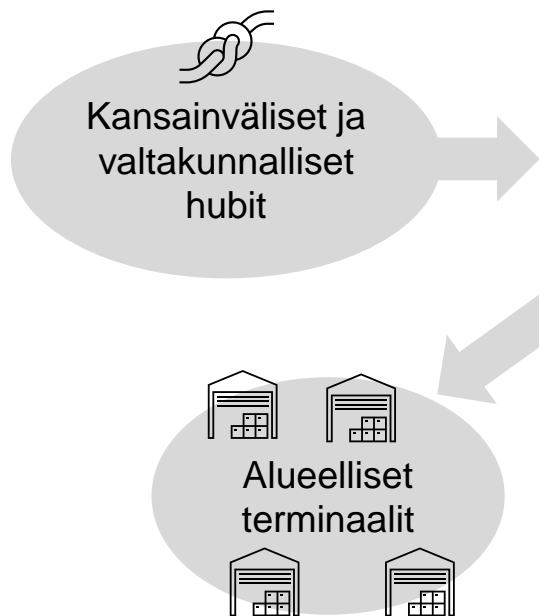 Kansainväliset ja
valtakunnalliset
hubit
Alueelliset
terminaalit